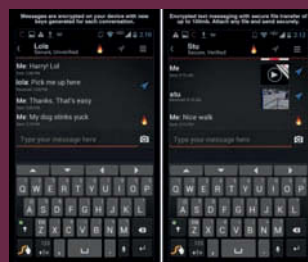 Messages are encrypted on your device with new
keys generated for each conversation.
Lola
Secure, Unverified
Me: Harry! Lol
lola: Pick me up here
Me: Thanks. That's easy
Me: My dog stinks yuck
Type your message here
Q W E R T Y U I O P
A S D F G H J K L
Z X C V B N M
Encrypted text messaging with secure file transfer
up to 100mb. Attach any file and send securely.
3:12
Stu
Secure, Verified
Me
stu
Me: Nice walk
Type your message here
Q W E R T Y U I O P
A S D F G H J K L
Z X C V B N M